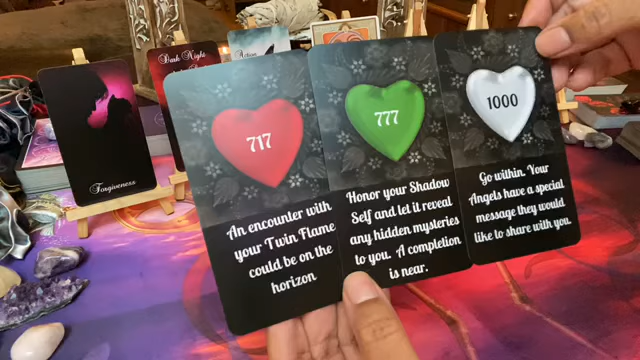 Forgiveness
Dark Night
Action
717
An encounter with
your Twin Flame
could be on the
horizon
777
Honor your Shadow
Self and let it reveal
any hidden mysteries
to you. A completion
is near.
1000
Go within. Your
Angels have a special
message they would
like to share with you.